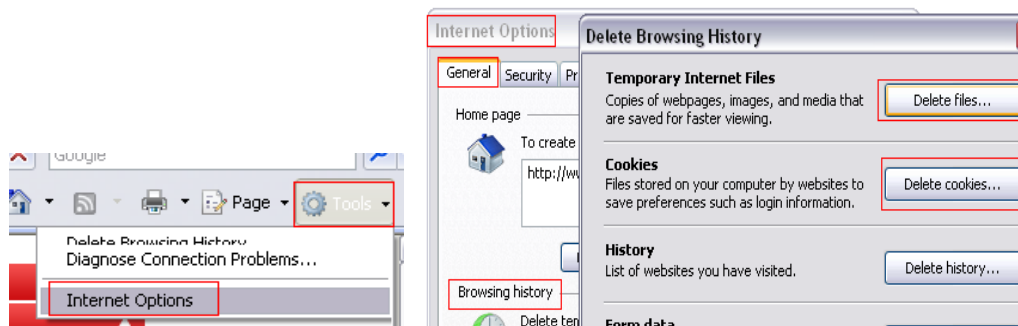 Google
Page
Tools
Delete Browsing History
Diagnose Connection Problems...
Internet Options
Internet Options
General
Security
Home page
To create
http://
Browsing history
Delete
Delete Browsing History
Temporary Internet Files
Copies of webpages, images, and media that
are saved for faster viewing.
Delete files...
Cookies
Files stored on your computer by websites to
save preferences such as login information.
Delete cookies...
History
List of websites you have visited.
Delete history...
Form data